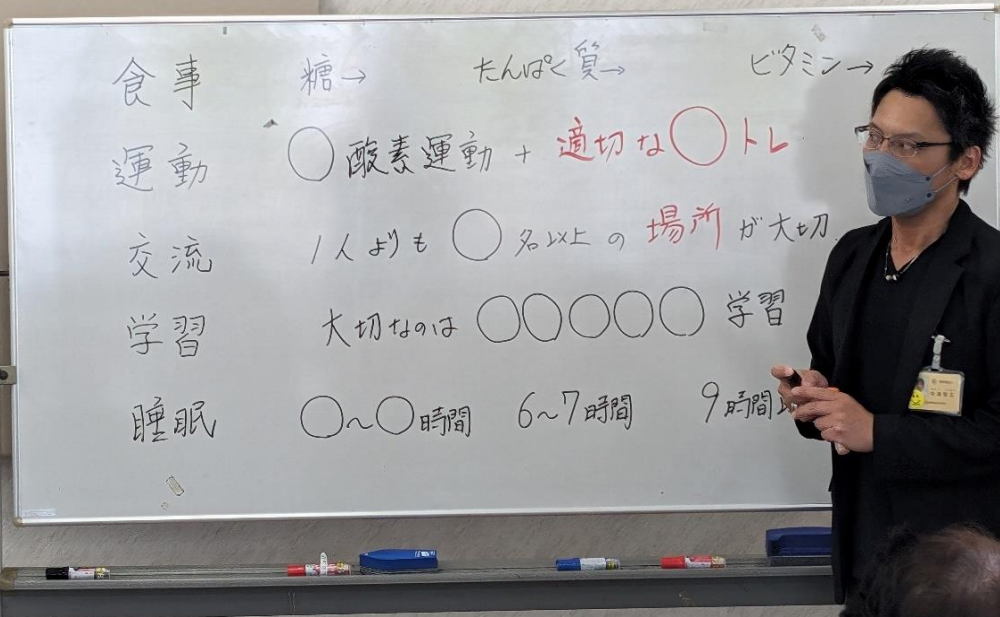 食事 糖→ たんぱく質→ ビタミン→
運動 ○酸素運動 + 適切な○トレ
交流 1人よりも○名以上の場所が大切
学習 大切なのは○○○○○学習
睡眠 ○〜○時間 6〜7時間 9時間